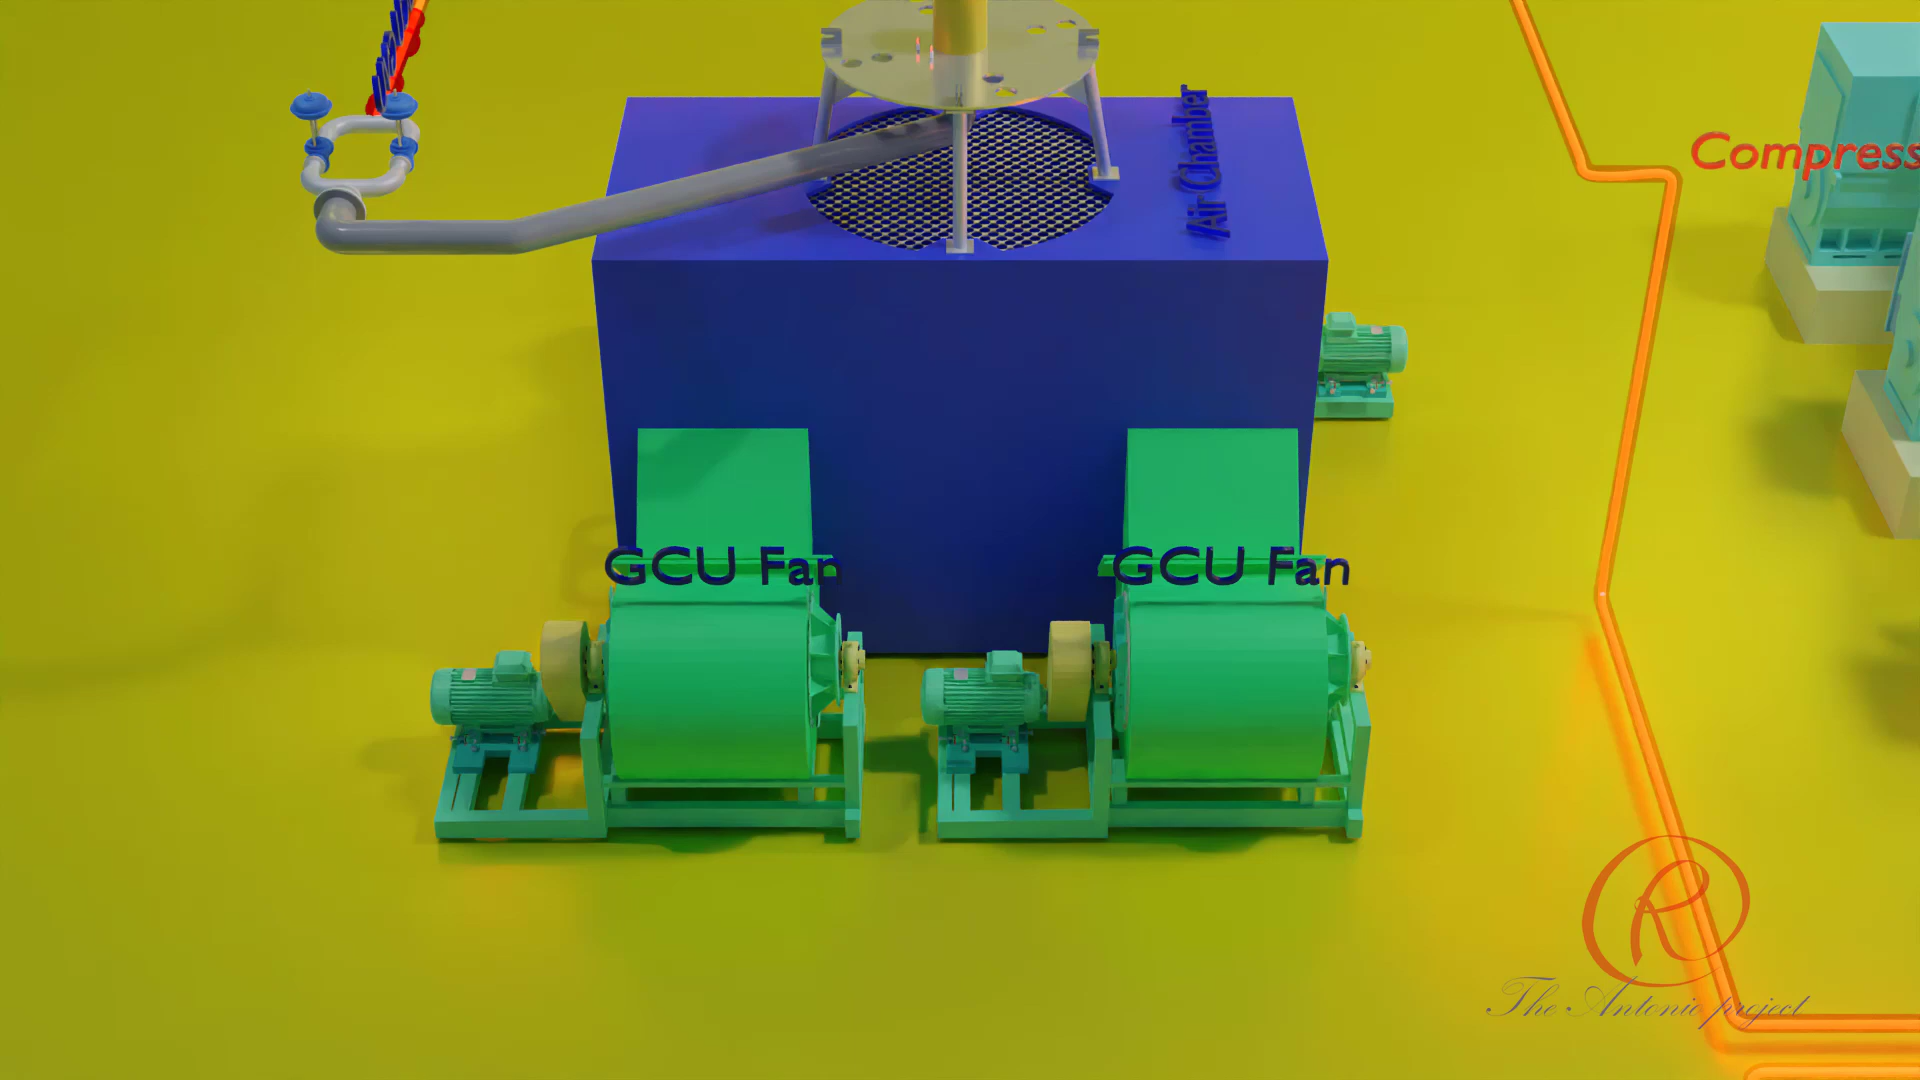 Air Chamber
Compress
GCU Fan
GCU Fan
R
The Antonio project